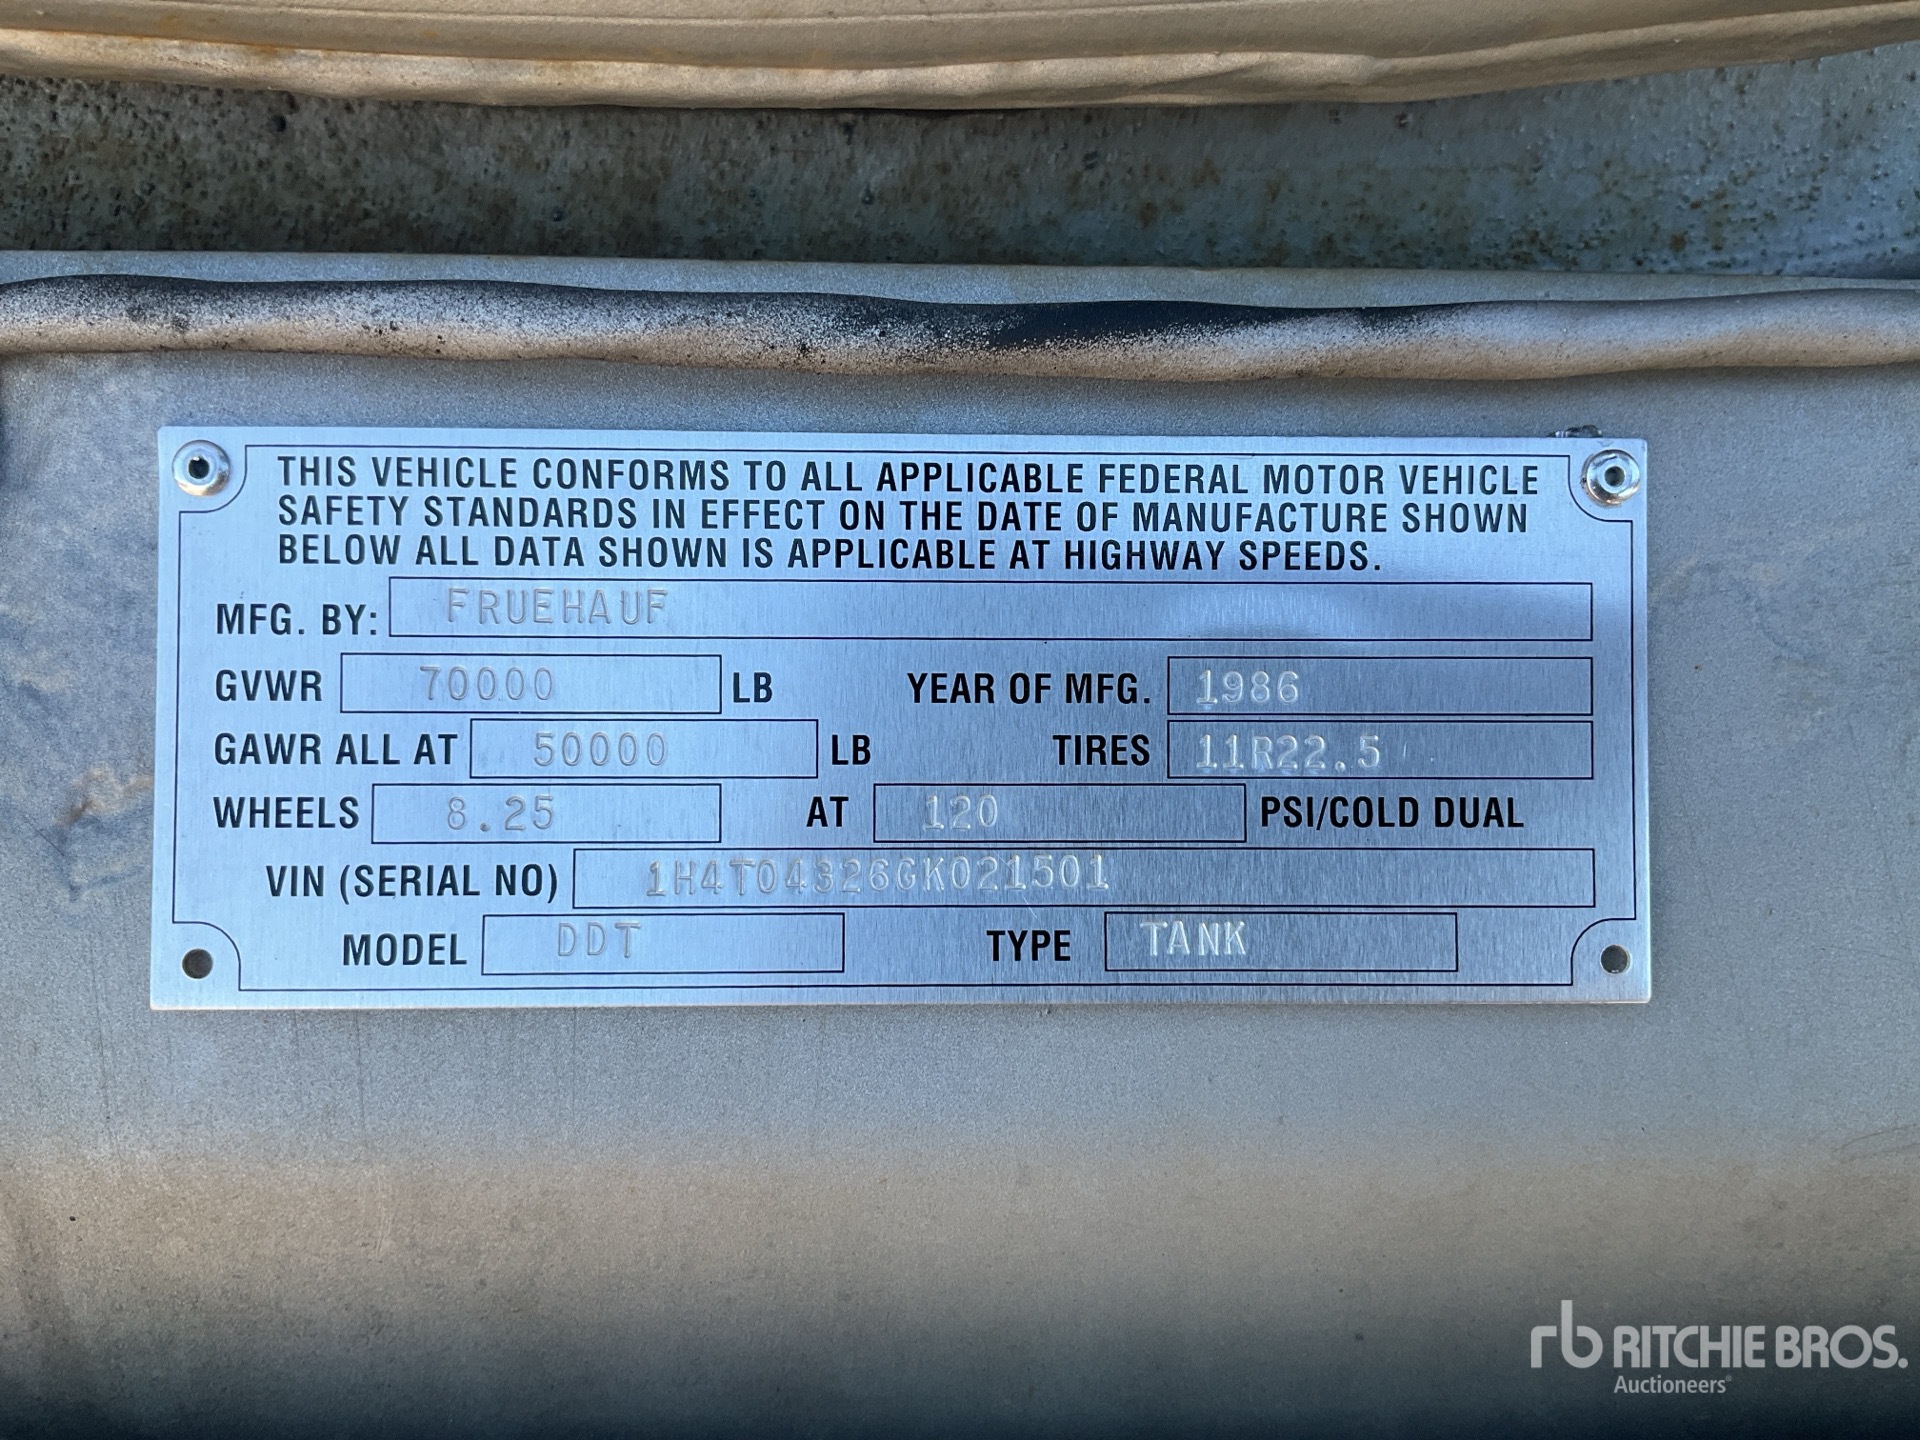 THIS VEHICLE CONFORMS TO ALL APPLICABLE FEDERAL MOTOR VEHICLE
SAFETY STANDARDS IN EFFECT ON THE DATE OF MANUFACTURE SHOWN
BELOW ALL DATA SHOWN IS APPLICABLE AT HIGHWAY SPEEDS.
MFG. BY: FRUEHAUF
GVWR 70000 LB YEAR OF MFG. 1986
GAWR ALL AT 50000 LB TIRES 11R22.5
WHEELS 8.25 AT 120 PSI/COLD DUAL
VIN (SERIAL NO) 1H4T04326GK021501
MODEL DDT TYPE TANK
rb RITCHIE BROS.
Auctioneers®